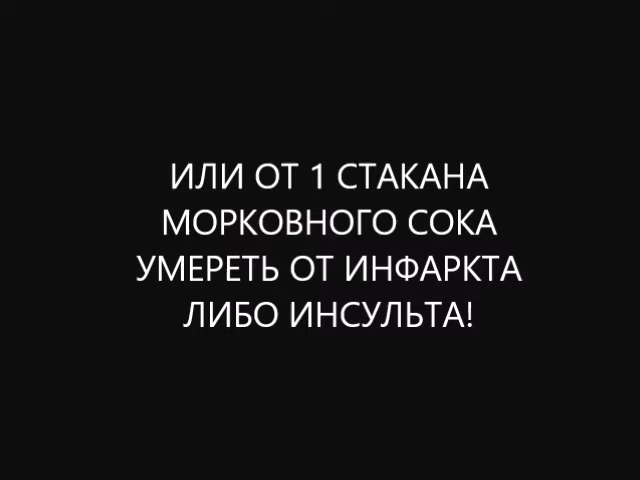 ИЛИ ОТ 1 СТАКАНА
МОРКОВНОГО СОКА
УМЕРЕТЬ ОТ ИНФАРКТА
ЛИБО ИНСУЛЬТА!